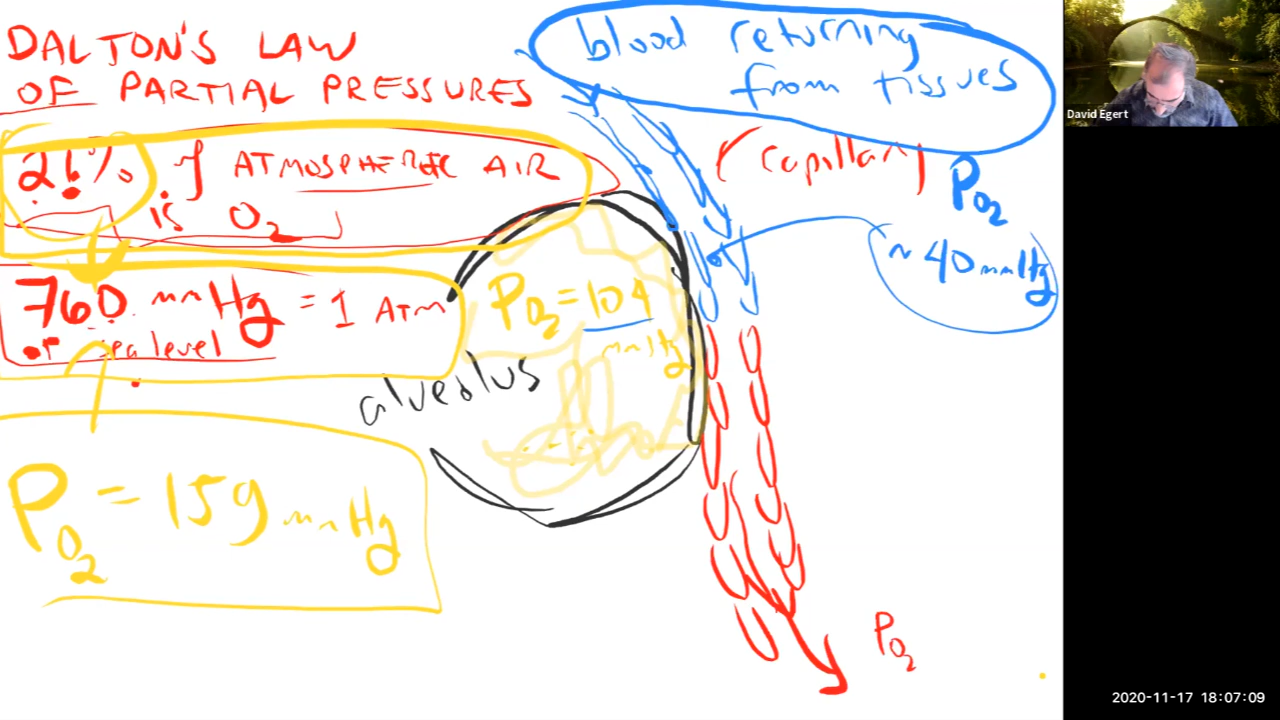 DALTON'S LAW
OF PARTIAL PRESSURES
21% of ATMOSPHERIC AIR
is O2
760 mmHg = 1 ATM
at sea level
PO2 = 159 mmHg
alveolus
PO2 = 104
mmHg
blood returning
from tissues
(capillary)
PO2
~ 40 mmHg
PO2
David Egert
2020-11-17 18:07:09